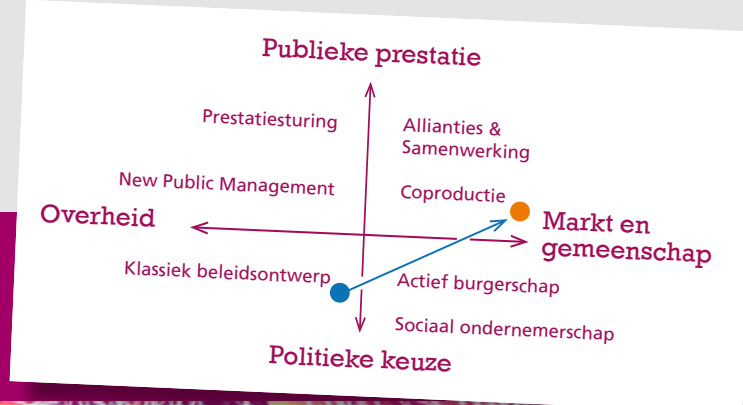 Publieke prestatie
Prestatiesturing
Allianties &
Samenwerking
New Public Management
Coproductie
Overheid
Markt en
gemeenschap
Klassiek beleidsontwerp
Actief burgerschap
Sociaal ondernemerschap
Politieke keuze